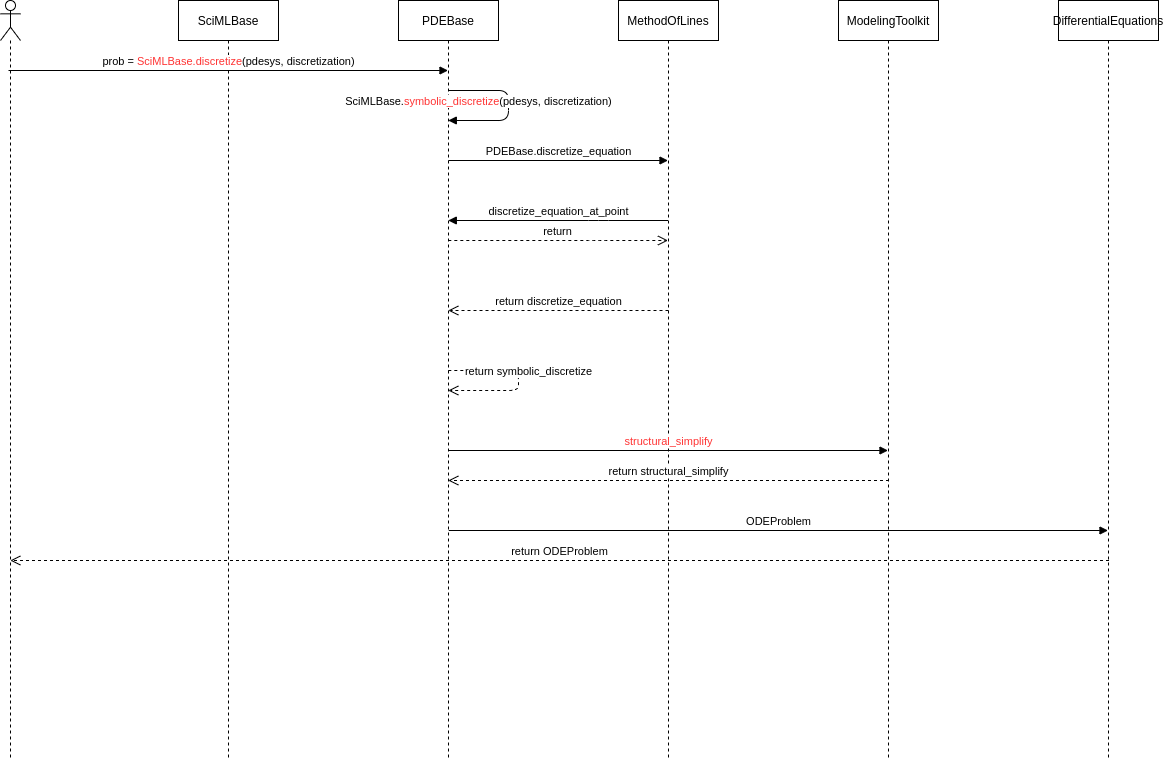 SciMLBase
PDEBase
MethodOfLines
ModelingToolkit
DifferentialEquations
prob = SciMLBase.discretize(pdesys, discretization)
SciMLBase.symbolic_discretize(pdesys, discretization)
PDEBase.discretize_equation
discretize_equation_at_point
return
return discretize_equation
return symbolic_discretize
structural_simplify
return structural_simplify
ODEProblem
return ODEProblem